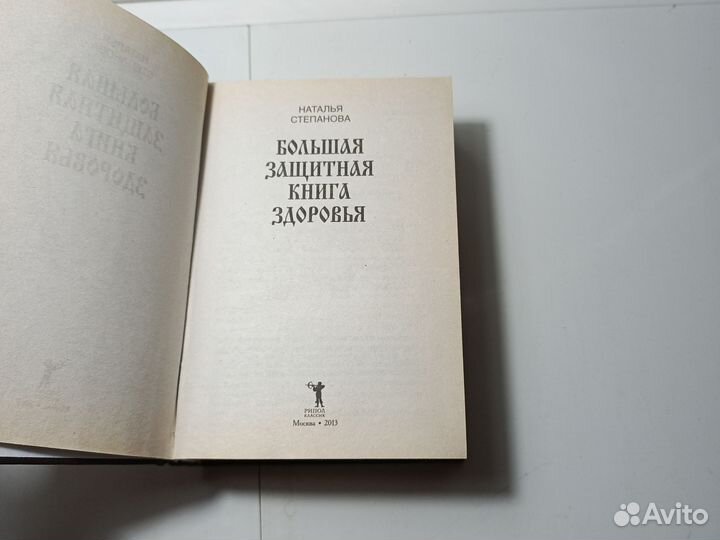 НАТАЛЬЯ
СТЕПАНОВА
БОЛЬШАЯ
ЗАЩИТНАЯ
КНИГА
ЗДОРОВЬЯ
РИПОЛ
КЛАССИК
Москва • 2013
Avito